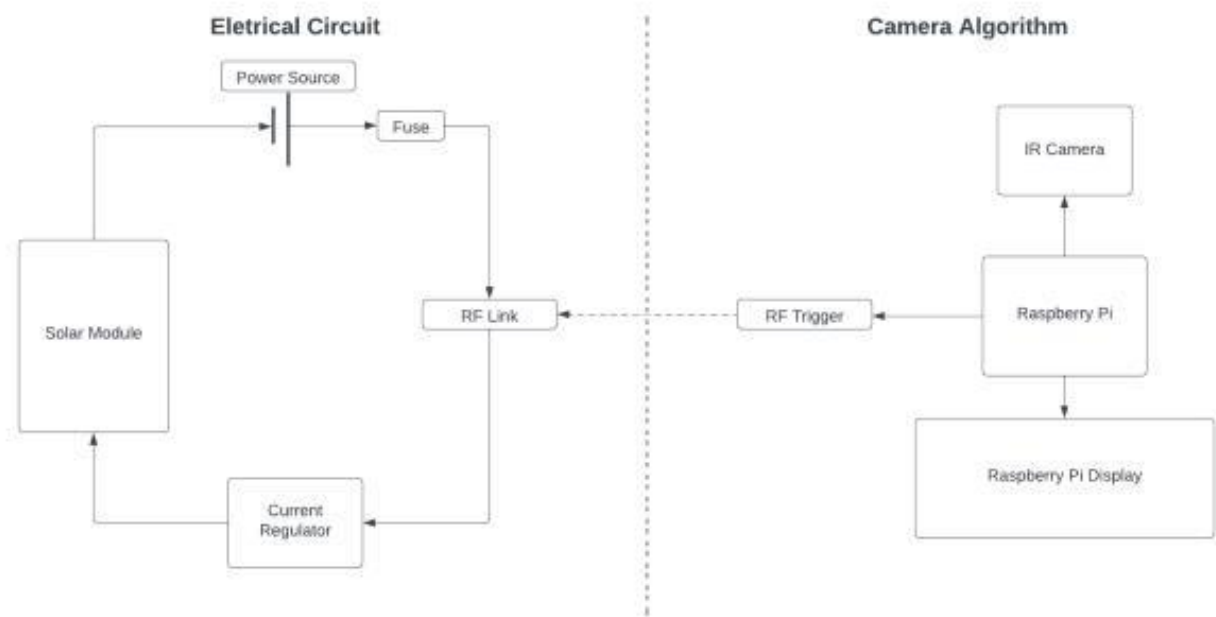 Eletrical Circuit
Camera Algorithm
Power Source
Fuse
IR Camera
Solar Module
RF Link
RF Trigger
Raspberry Pi
Current
Regulator
Raspberry Pi Display